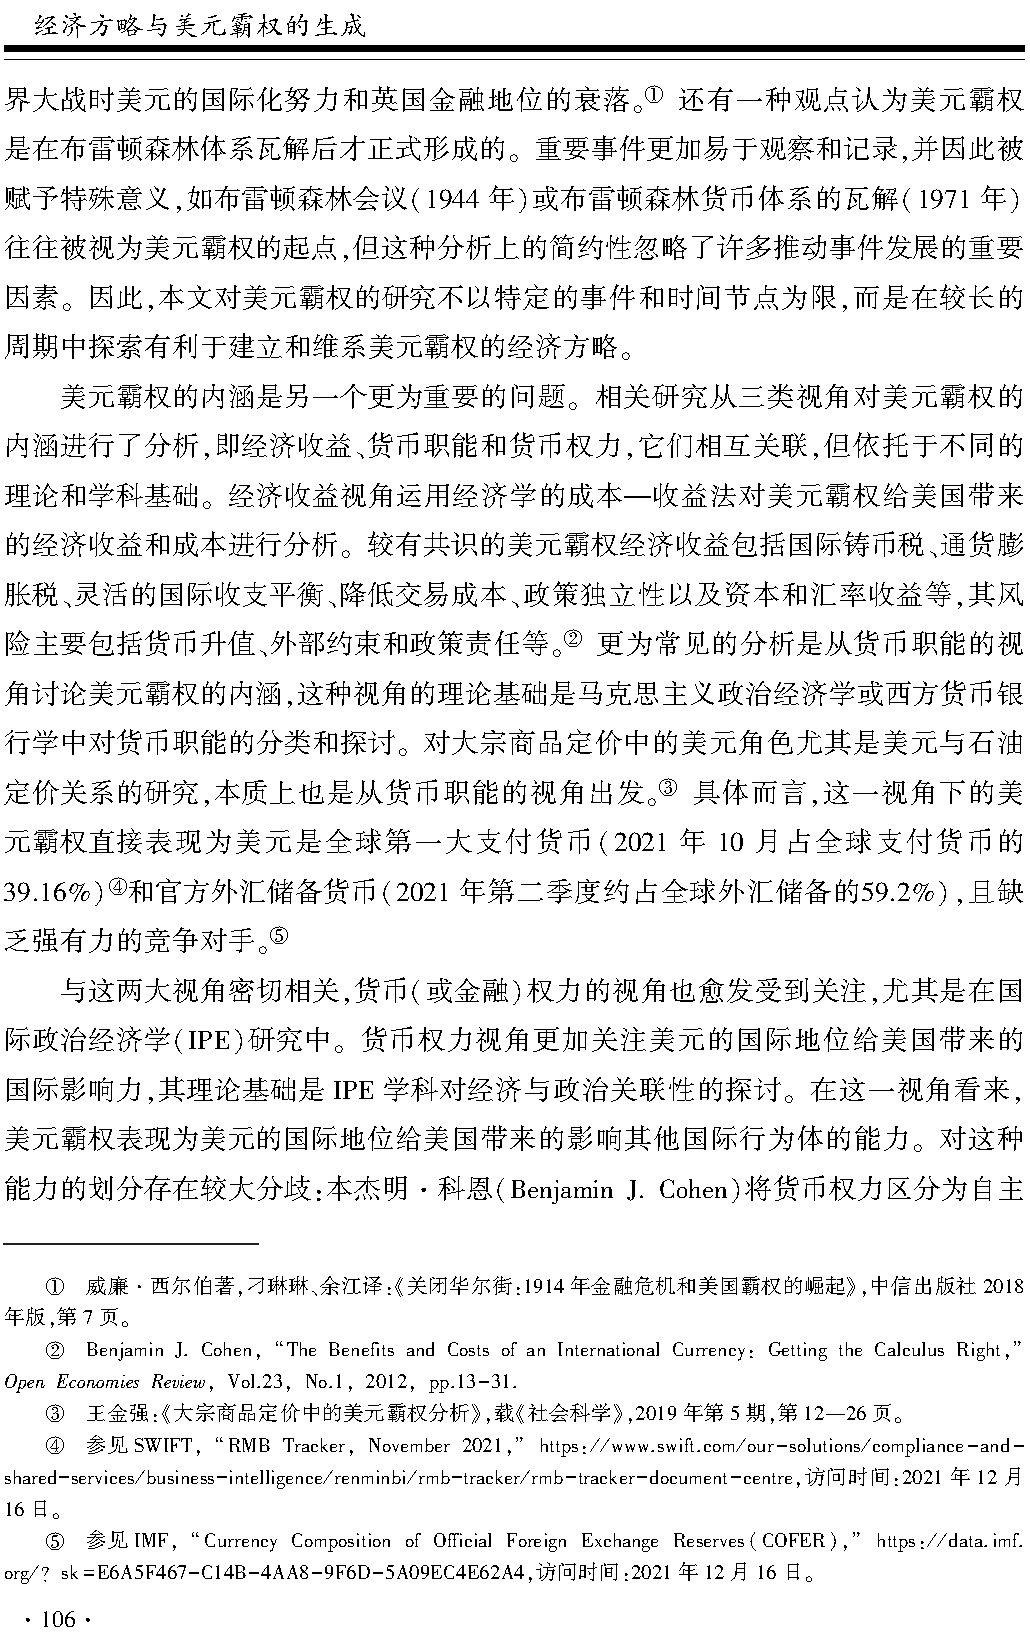 经济方略与美元霸权的生成
界大战时美元的国际化努力和英国金融地位的衰落。① 还有一种观点认为美元霸权
是在布雷顿森林体系瓦解后才正式形成的。重要事件更加易于观察和记录,并因此被
赋予特殊意义,如布雷顿森林会议(1944 年)或布雷顿森林货币体系的瓦解(1971 年)
往往被视为美元霸权的起点,但这种分析上的简约性忽略了许多推动事件发展的重要
因素。因此,本文对美元霸权的研究不以特定的事件和时间节点为限,而是在较长的
周期中探索有利于建立和维系美元霸权的经济方略。
美元霸权的内涵是另一个更为重要的问题。相关研究从三类视角对美元霸权的
内涵进行了分析,即经济收益、货币职能和货币权力,它们相互关联,但依托于不同的
理论和学科基础。经济收益视角运用经济学的成本—收益法对美元霸权给美国带来
的经济收益和成本进行分析。较有共识的美元霸权经济收益包括国际铸币税、通货膨
胀税、灵活的国际收支平衡、降低交易成本、政策独立性以及资本和汇率收益等,其风
险主要包括货币升值、外部约束和政策责任等。② 更为常见的分析是从货币职能的视
角讨论美元霸权的内涵,这种视角的理论基础是马克思主义政治经济学或西方货币银
行学中对货币职能的分类和探讨。对大宗商品定价中的美元角色尤其是美元与石油
定价关系的研究,本质上也是从货币职能的视角出发。③ 具体而言,这一视角下的美
元霸权直接表现为美元是全球第一大支付货币(2021 年 10 月占全球支付货币的
39.16%)④和官方外汇储备货币(2021 年第二季度约占全球外汇储备的59.2%),且缺
乏强有力的竞争对手。⑤
与这两大视角密切相关,货币(或金融)权力的视角也愈发受到关注,尤其是在国
际政治经济学(IPE)研究中。货币权力视角更加关注美元的国际地位给美国带来的
国际影响力,其理论基础是 IPE 学科对经济与政治关联性的探讨。在这一视角看来,
美元霸权表现为美元的国际地位给美国带来的影响其他国际行为体的能力。对这种
能力的划分存在较大分歧:本杰明·科恩(Benjamin J. Cohen)将货币权力区分为自主
① 威廉·西尔伯著,刁琳琳、余江译:《关闭华尔街:1914 年金融危机和美国霸权的崛起》,中信出版社 2018
年版,第 7 页。
② Benjamin J. Cohen, “The Benefits and Costs of an International Currency: Getting the Calculus Right,”
Open Economies Review, Vol.23, No.1, 2012, pp.13-31.
③ 王金强:《大宗商品定价中的美元霸权分析》,载《社会科学》,2019 年第 5 期,第 12—26 页。
④ 参见 SWIFT, “RMB Tracker, November 2021,” https://www.swift.com/our-solutions/compliance-and-
shared-services/business-intelligence/renminbi/rmb-tracker/rmb-tracker-document-centre,访问时间:2021 年 12 月
16 日。
⑤ 参见 IMF, “Currency Composition of Official Foreign Exchange Reserves(COFER),” https://data.imf.
org/? sk=E6A5F467-C14B-4AA8-9F6D-5A09EC4E62A4,访问时间:2021 年 12 月 16 日。
·106·